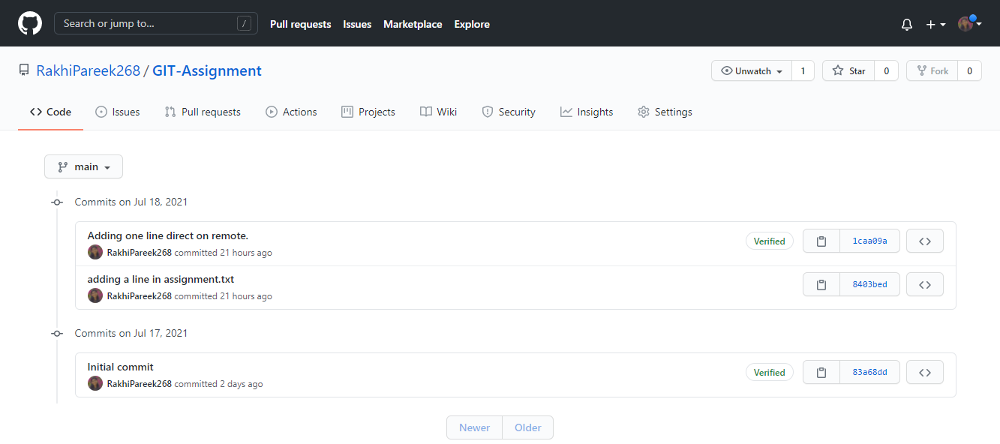 Search or jump to... / Pull requests Issues Marketplace Explore
RakhiPareek268 / GIT-Assignment Unwatch 1 Star 0 Fork 0
Code Issues Pull requests Actions Projects Wiki Security Insights Settings
main
Commits on Jul 18, 2021
Adding one line direct on remote.
RakhiPareek268 committed 21 hours ago
Verified 1caa09a
adding a line in assignment.txt
RakhiPareek268 committed 21 hours ago
8403bed
Commits on Jul 17, 2021
Initial commit
RakhiPareek268 committed 2 days ago
Verified 83a68dd
Newer Older